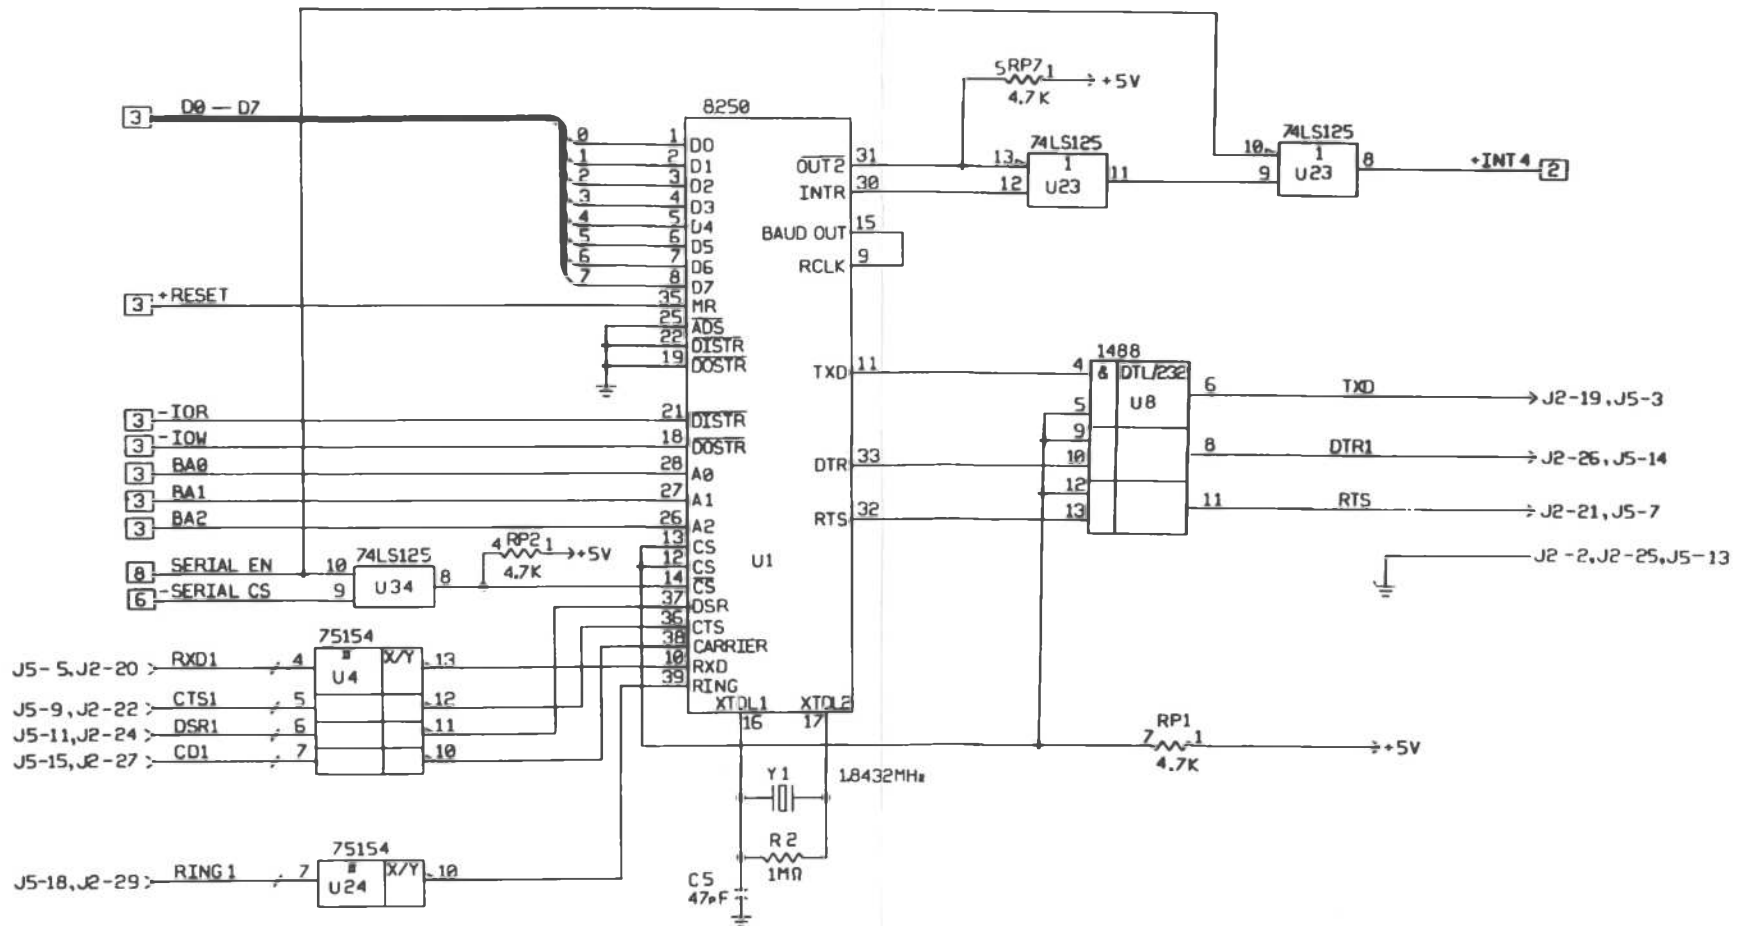 8250
3 D0 — D7
0 1 D0
1 2 D1
2 3 D2
3 4 D3
4 5 D4
5 6 D5
6 7 D6
7 8 D7
3 +RESET 35 MR
25 ADS
22 DISTR
19 DOSTR
3 -IOR 21 DISTR
3 -IOW 18 DOSTR
3 BA0 28 A0
3 BA1 27 A1
3 BA2 26 A2
13 CS
12 CS
14 CS
37 DSR
36 CTS
38 CARRIER
10 RXD
39 RING
U1
XTDL1 XTDL2
16 17
OUT2 31
INTR 30
BAUD OUT 15
RCLK 9
TXD 11
DTR 33
RTS 32
5 RP7 1 +5V
4.7K
74LS125
13 1
12 U23 11
74LS125
10 1
9 U23 8
+INT4 2
1488
4 & DTL/232
5 U8 6 TXD J2-19,J5-3
9
10 8 DTR1 J2-26,J5-14
12
13 11 RTS J2-21,J5-7
J2-2,J2-25,J5-13
4 RP2 1 +5V
4.7K
74LS125
8 SERIAL EN 10
U34 8
6 -SERIAL CS 9
75154
J5-5,J2-20 RXD1 4 # X/Y 13
U4
J5-9,J2-22 CTS1 5 12
J5-11,J2-24 DSR1 6 11
J5-15,J2-27 CD1 7 10
RP1
7 1 +5V
4.7K
Y1 1.8432MHz
R2
1MΩ
C5
47pF
75154
J5-18,J2-29 RING1 7 # X/Y 10
U24